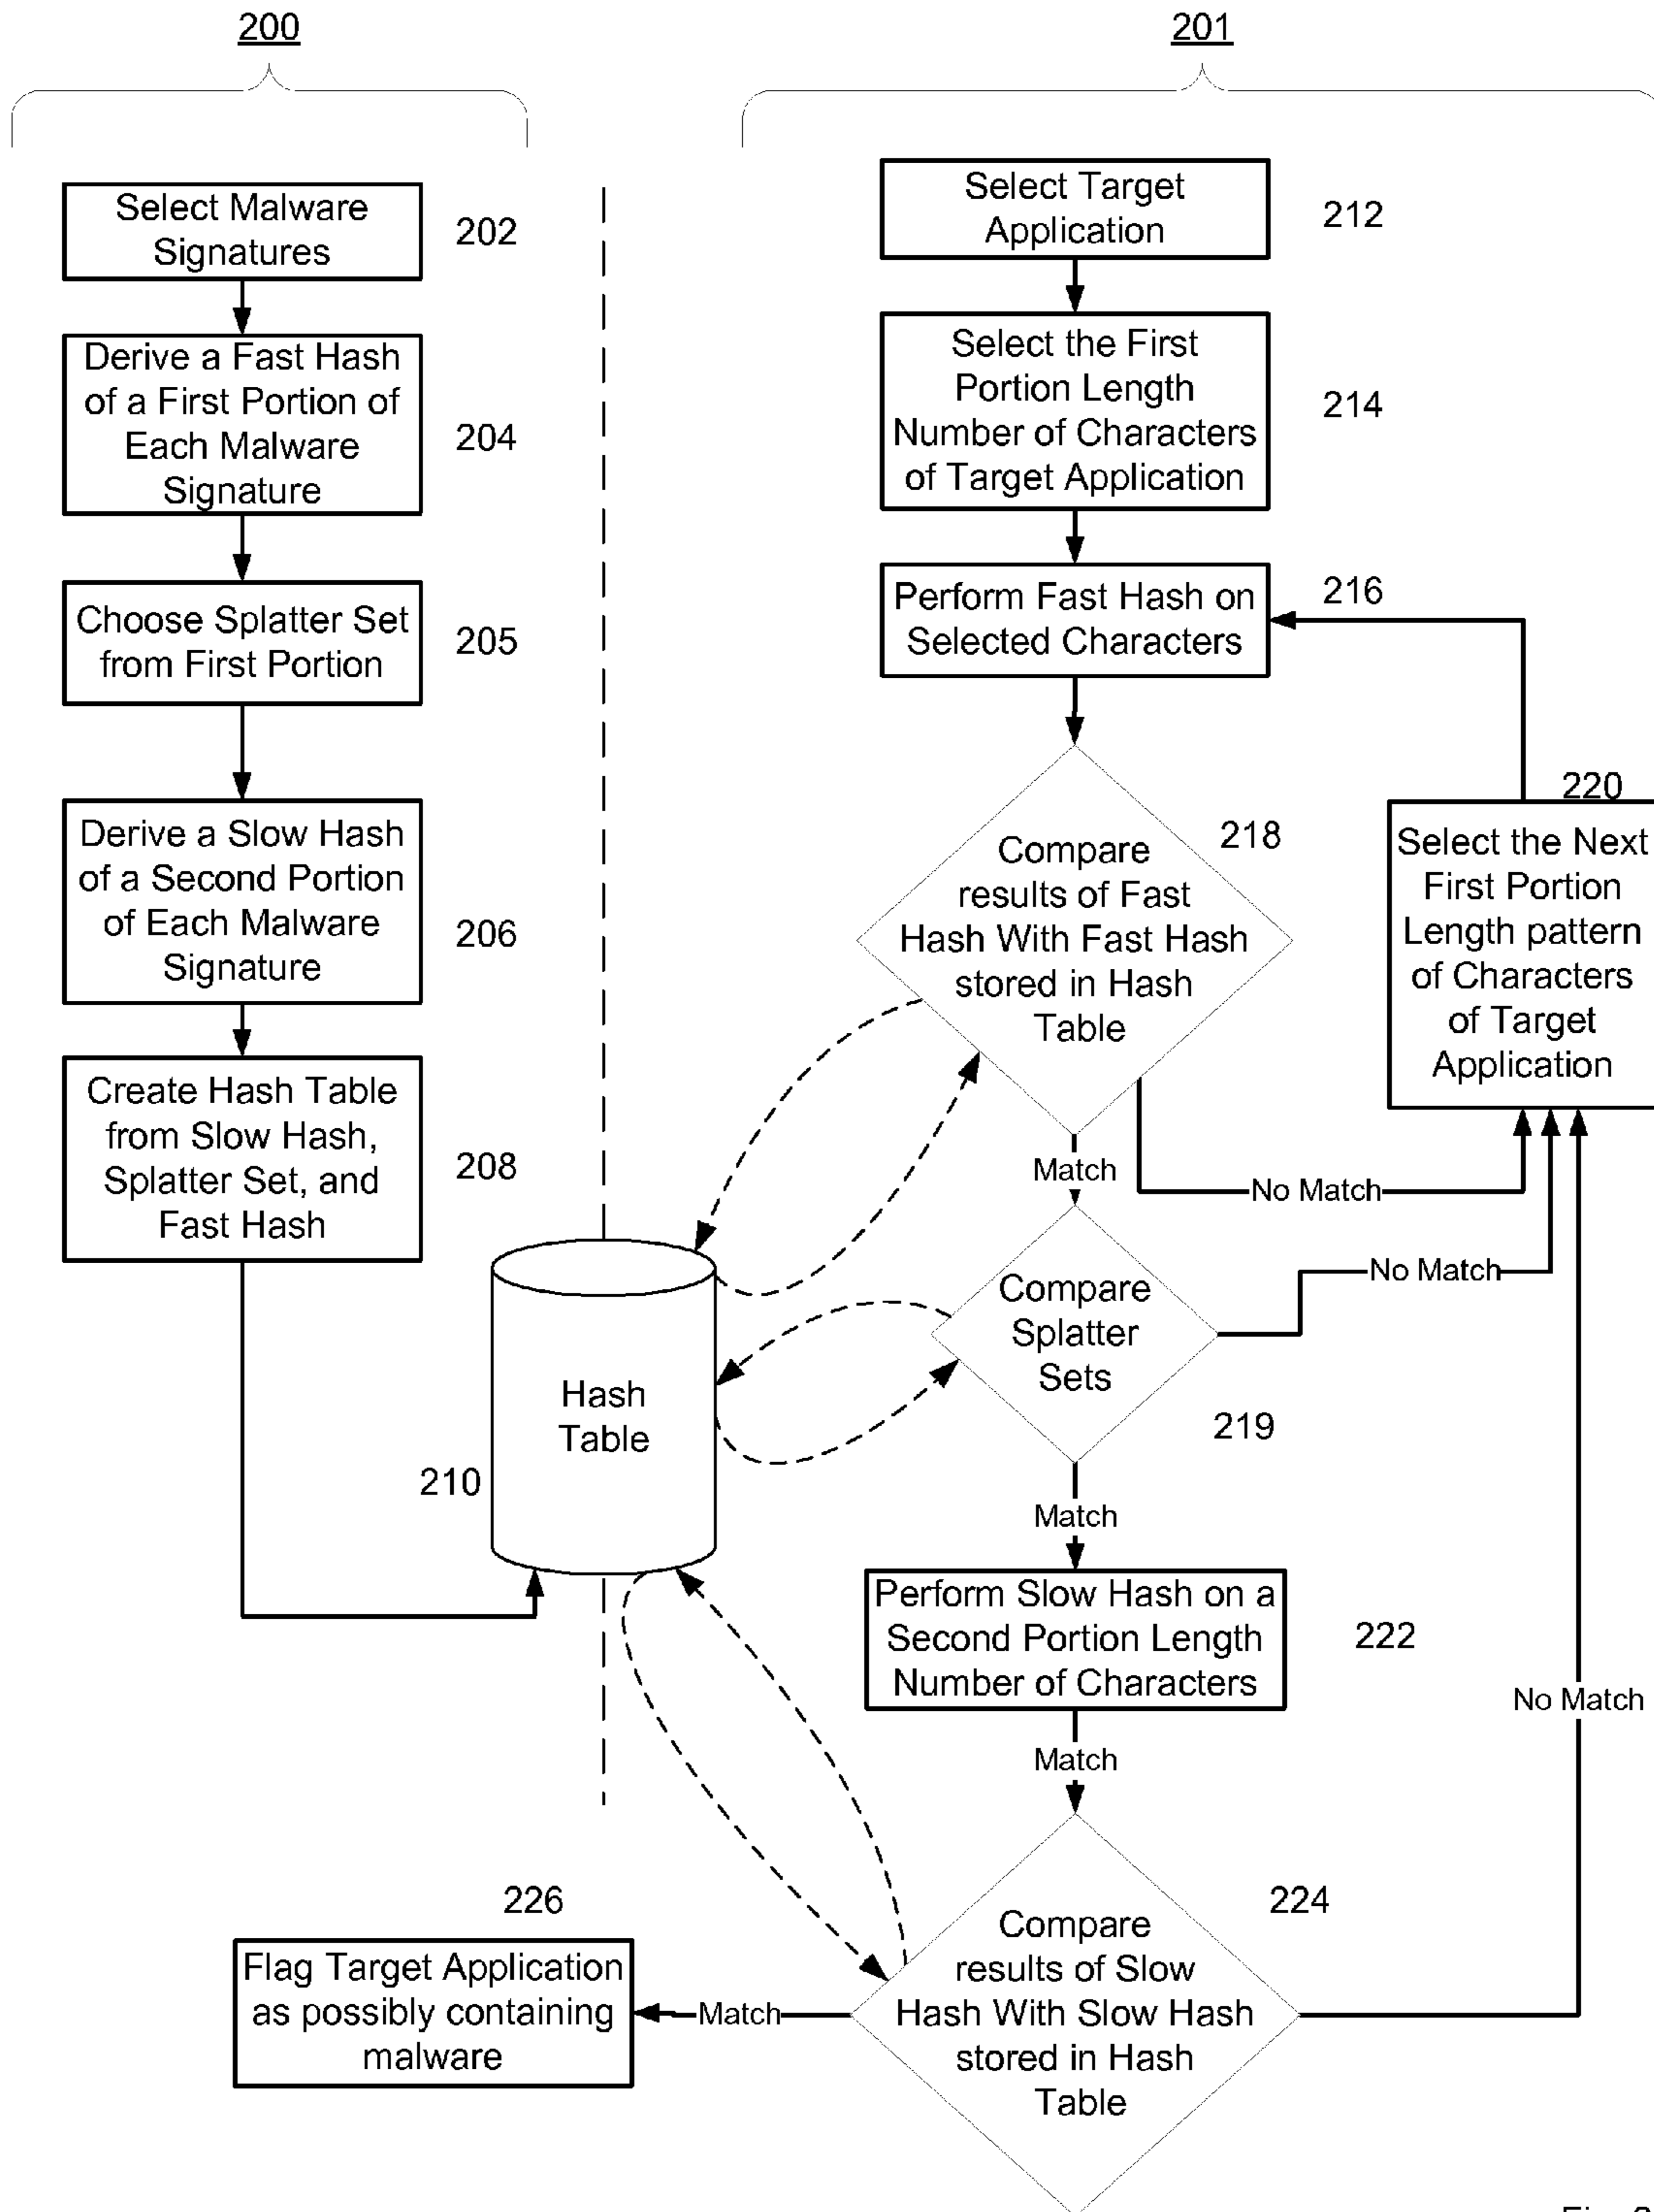 200
Select Malware
Signatures
202
Derive a Fast Hash
of a First Portion of
Each Malware
Signature
204
Choose Splatter Set
from First Portion
205
Derive a Slow Hash
of a Second Portion
of Each Malware
Signature
206
Create Hash Table
from Slow Hash,
Splatter Set, and
Fast Hash
208
Hash
Table
210
201
Select Target
Application
212
Select the First
Portion Length
Number of Characters
of Target Application
214
Perform Fast Hash on
Selected Characters
216
Compare
results of Fast
Hash With Fast Hash
stored in Hash
Table
218
220
Select the Next
First Portion
Length pattern
of Characters
of Target
Application
Match
No Match
Compare
Splatter
Sets
219
No Match
Match
Perform Slow Hash on a
Second Portion Length
Number of Characters
222
Match
No Match
Compare
results of Slow
Hash With Slow Hash
stored in Hash
Table
224
Match
226
Flag Target Application
as possibly containing
malware